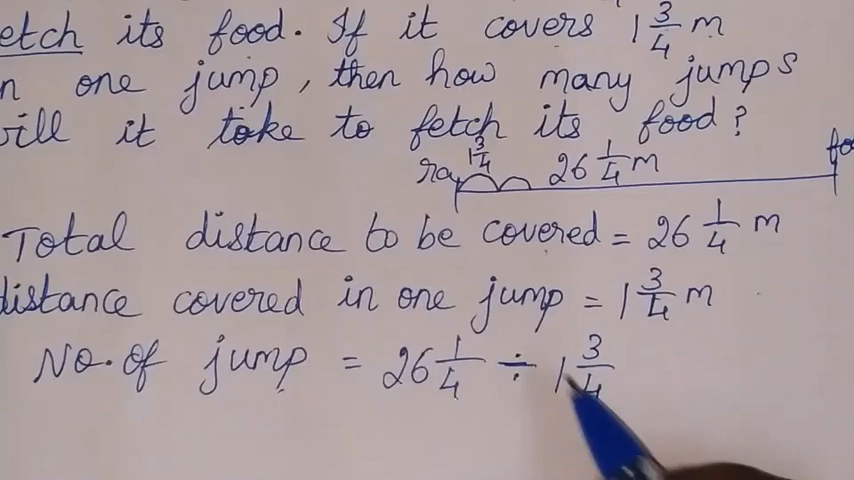 etch its food. If it covers 1 3/4 m
n one jump, then how many jumps
vill it take to fetch its food?
1 3/4
26 1/4 m
fo
Total distance to be covered = 26 1/4 m
distance covered in one jump = 1 3/4 m
No. of jump = 26 1/4 ÷ 1 3/4